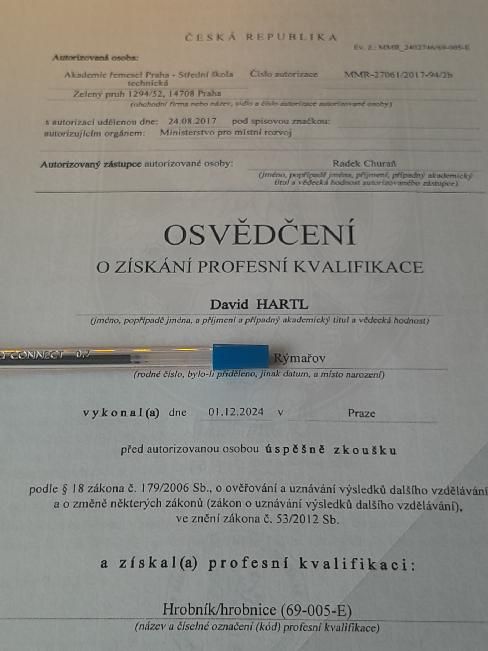 ČESKÁ REPUBLIKA
Ev. č.: MMR_2402746/69-005-E
Autorizovaná osoba:
Akademie řemesel Praha - Střední škola technická Číslo autorizace MMR-27061/2017-94/2b
Zelený pruh 1294/52, 14708 Praha
(obchodní firma nebo název, sídlo a číslo autorizace autorizované osoby)
s autorizací udělenou dne: 24.08.2017 pod spisovou značkou:
autorizujícím orgánem: Ministerstvo pro místní rozvoj
Autorizovaný zástupce autorizované osoby: Radek Churaň
(jméno, popřípadě jména, příjmení, případný akademický
titul a vědecká hodnost autorizovaného zástupce)
OSVĚDČENÍ
O ZÍSKÁNÍ PROFESNÍ KVALIFIKACE
David HARTL
(jméno, popřípadě jména, a příjmení a případný akademický titul a vědecká hodnost)
CONNECT 0,7
Rýmařov
(rodné číslo, bylo-li přiděleno, jinak datum, a místo narození)
vykonal(a) dne 01.12.2024 v Praze
před autorizovanou osobou úspěšně zkoušku
podle § 18 zákona č. 179/2006 Sb., o ověřování a uznávání výsledků dalšího vzdělávání
a o změně některých zákonů (zákon o uznávání výsledků dalšího vzdělávání),
ve znění zákona č. 53/2012 Sb.
a získal(a) profesní kvalifikaci:
Hrobník/hrobnice (69-005-E)
(název a číselné označení (kód) profesní kvalifikace)